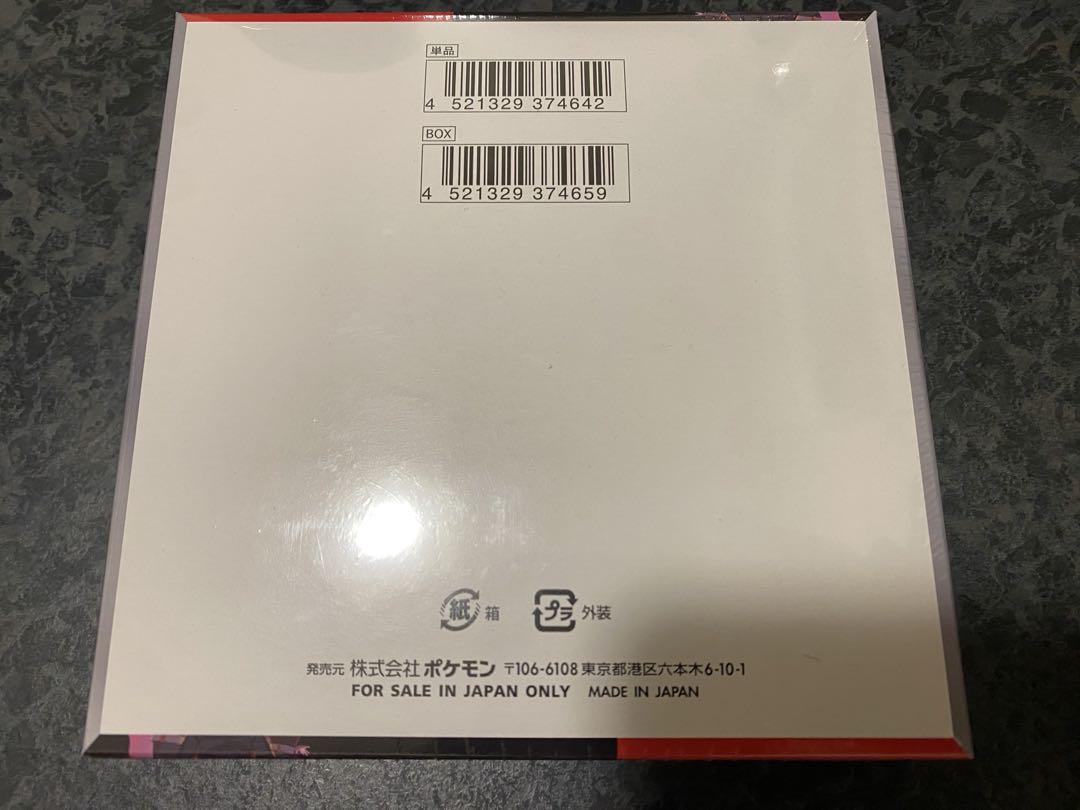 単品
4 521329 374642
BOX
4 521329 374659
紙 箱 プラ 外装
発売元 株式会社 ポケモン 〒106-6108 東京都港区六本木6-10-1
FOR SALE IN JAPAN ONLY MADE IN JAPAN